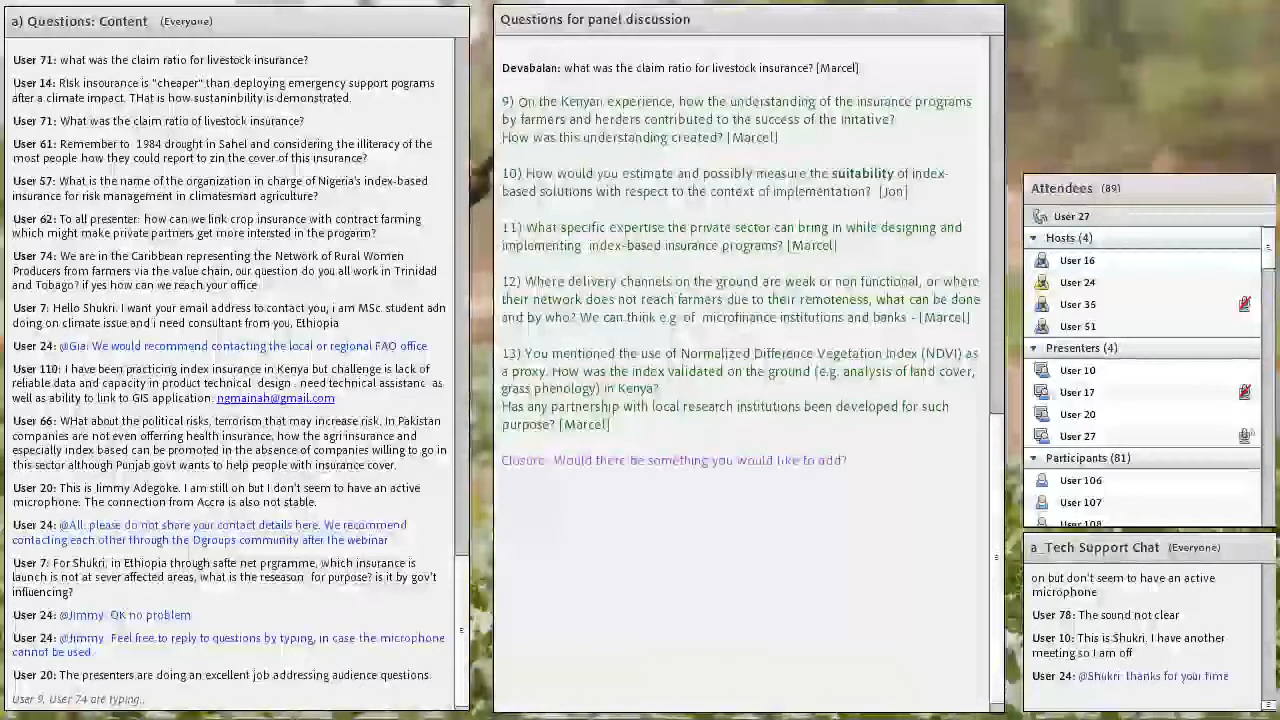 a) Questions: Content (Everyone)
User 71: what was the claim ratio for livestock insurance?
User 14: Risk insourance is "cheaper" than deploying emergency support pograms
after a climate impact. THat is how sustaninbility is demonstrated.
User 71: What was the claim ratio of livestock insurance?
User 61: Remember to 1984 drought in Sahel and considering the illiteracy of the
most people how they could report to zin the cover of this insurance?
User 57: What is the name of the organization in charge of Nigeria's index-based
insurance for risk management in climatesmart agriculture?
User 62: To all presenter: how can we link crop insurance with contract farming
which might make private partners get more intersted in the progarm?
User 74: We are in the Caribbean representing the Network of Rural Women
Producers from farmers via the value chain, our question do you all work in Trinidad
and Tobago? if yes how can we reach your office
User 7: Hello Shukri. I want your email address to contact you, i am MSc. student adn
doing on climate issue and i need consultant from you, Ethiopia
User 24: @Gia: We would recommend contacting the local or regional FAO office
User 110: I have been practicing index insurance in Kenya but challenge is lack of
reliable data and capacity in product technical design . need technical assistanc as
well as ability to link to GIS application. ngmainah@gmail.com
User 66: WHat about the political risks, terrorism that may increase risk. In Pakistan
companies are not even offerring health insurance, how the agri insurance and
especially index based can be promoted in the absence of companies willing to go in
this sector although Punjab govt wants to help people with insurance cover.
User 20: This is Jimmy Adegoke. I am still on but I don't seem to have an active
microphone. The connection from Accra is also not stable.
User 24: @All: please do not share your contact details here. We recommend
contacting each other through the Dgroups community after the webinar
User 7: For Shukri, in Ethiopia through safte net prgramme, which insurance is
launch is not at sever affected areas, what is the reseason for purpose? is it by gov't
influencing?
User 24: @Jimmy OK no problem
User 24: @Jimmy Feel free to reply to questions by typing, in case the microphone
cannot be used.
User 20: The presenters are doing an excellent job addressing audience questions.
User 9, User 74 are typing..
Questions for panel discussion
Devabalan: what was the claim ratio for livestock insurance? [Marcel]
9) On the Kenyan experience, how the understanding of the insurance programs
by farmers and herders contributed to the success of the initative?
How was this understanding created? [Marcel]
10) How would you estimate and possibly measure the suitability of index-
based solutions with respect to the context of implementation? [Jon]
11) What specific expertise the private sector can bring in while designing and
implementing index-based insurance programs? [Marcel]
12) Where delivery channels on the ground are weak or non functional, or where
their network does not reach farmers due to their remoteness, what can be done
and by who? We can think e.g. of microfinance institutions and banks - [Marcel]
13) You mentioned the use of Normalized Difference Vegetation Index (NDVI) as
a proxy. How was the index validated on the ground (e.g. analysis of land cover,
grass phenology) in Kenya?
Has any partnership with local research institutions been developed for such
purpose? [Marcel]
Closure: Would there be something you would like to add?
Attendees (89)
User 27
Hosts (4)
User 16
User 24
User 35
User 51
Presenters (4)
User 10
User 17
User 20
User 27
Participants (81)
User 106
User 107
User 108
a_Tech Support Chat (Everyone)
on but don't seem to have an active
microphone
User 78: The sound not clear
User 10: This is Shukri. I have another
meeting so I am off
User 24: @Shukri: thanks for your time